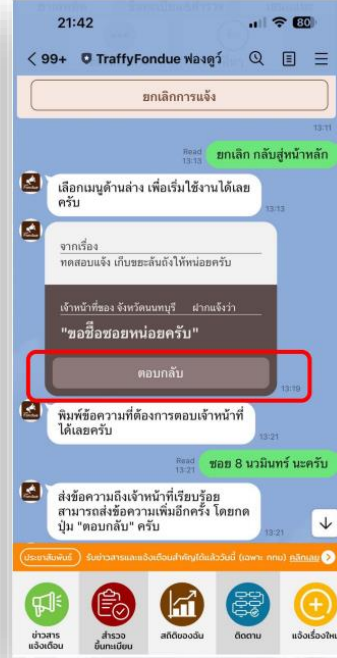 21:42
80
99+ TraffyFondue ฟองดูว์
ยกเลิกการแจ้ง
13:11
Read
13:13
ยกเลิก กลับสู่หน้าหลัก
เลือกเมนูด้านล่าง เพื่อเริ่มใช้งานได้เลย
ครับ
13:13
จากเรื่อง
ทดสอบแจ้ง เก็บขยะล้นถังให้หน่อยครับ
เจ้าหน้าที่ของ จังหวัดนนทบุรี ฝากแจ้งว่า
"ขอชื่อซอยหน่อยครับ"
ตอบกลับ
13:19
พิมพ์ข้อความที่ต้องการตอบเจ้าหน้าที่
ได้เลยครับ
13:21
Read
13:21
ซอย 8 นวมินทร์ นะครับ
ส่งข้อความถึงเจ้าหน้าที่เรียบร้อย
สามารถส่งข้อความเพิ่มอีกครั้ง โดยกด
ปุ่ม "ตอบกลับ" ครับ
13:21
ประชาสัมพันธ์ รับข่าวสารและแจ้งเตือนสำคัญได้แล้ววันนี้ (เฉพาะ กทม) คลิกเลย
ข่าวสาร
แจ้งเตือน
สำรวจ
ขึ้นทะเบียน
สถิติของฉัน
ติดตาม
แจ้งเรื่องใหม่